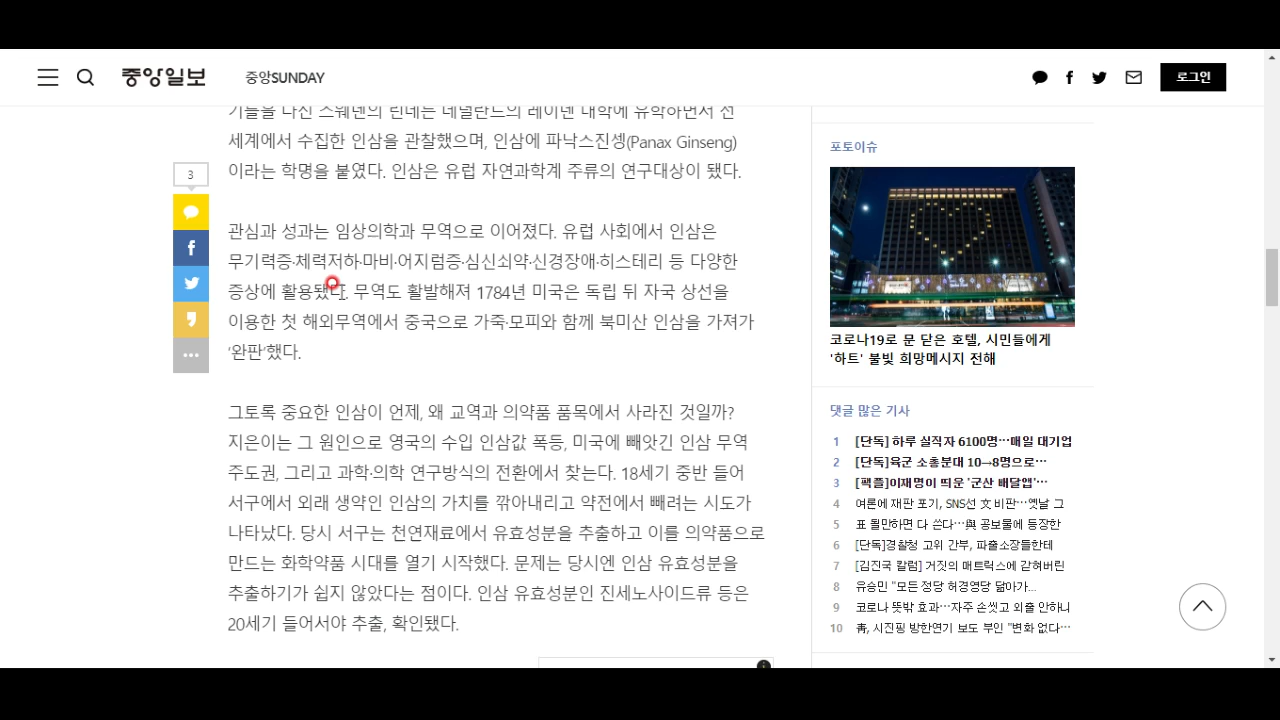 중앙일보
중앙SUNDAY
로그인
기들을 다진 스웨덴의 린네는 네덜란드의 레이덴 대학에 유학하면서 전
세계에서 수집한 인삼을 관찰했으며, 인삼에 파낙스진셍(Panax Ginseng)
이라는 학명을 붙였다. 인삼은 유럽 자연과학계 주류의 연구대상이 됐다.
3
관심과 성과는 임상의학과 무역으로 이어졌다. 유럽 사회에서 인삼은
무기력증·체력저하·마비·어지럼증·심신쇠약·신경장애·히스테리 등 다양한
증상에 활용됐다. 무역도 활발해져 1784년 미국은 독립 뒤 자국 상선을
이용한 첫 해외무역에서 중국으로 가죽·모피와 함께 북미산 인삼을 가져가
‘완판’했다.
그토록 중요한 인삼이 언제, 왜 교역과 의약품 품목에서 사라진 것일까?
지은이는 그 원인으로 영국의 수입 인삼값 폭등, 미국에 빼앗긴 인삼 무역
주도권, 그리고 과학·의학 연구방식의 전환에서 찾는다. 18세기 중반 들어
서구에서 외래 생약인 인삼의 가치를 깎아내리고 약전에서 빼려는 시도가
나타났다. 당시 서구는 천연재료에서 유효성분을 추출하고 이를 의약품으로
만드는 화학약품 시대를 열기 시작했다. 문제는 당시엔 인삼 유효성분을
추출하기가 쉽지 않았다는 점이다. 인삼 유효성분인 진세노사이드류 등은
20세기 들어서야 추출, 확인됐다.
포토이슈
코로나19로 문 닫은 호텔, 시민들에게
'하트' 불빛 희망메시지 전해
댓글 많은 기사
1 [단독] 하루 실직자 6100명…매일 대기업
2 [단독]육군 소총분대 10→8명으로…
3 [팩플]이재명이 띄운 '군산 배달앱'…
4 여론에 재판 포기, SNS선 文 비판…옛날 그
5 표 될만하면 다 쓴다…與 공보물에 등장한
6 [단독]경찰청 고위 간부, 파출소장들한테
7 [김진국 칼럼] 거짓의 매트릭스에 갇혀버린
8 유승민 "모든 정당 허경영당 닮아가...
9 코로나 뜻밖 효과…자주 손씻고 외출 안하니
10 靑, 시진핑 방한연기 보도 부인 "변화 없다…